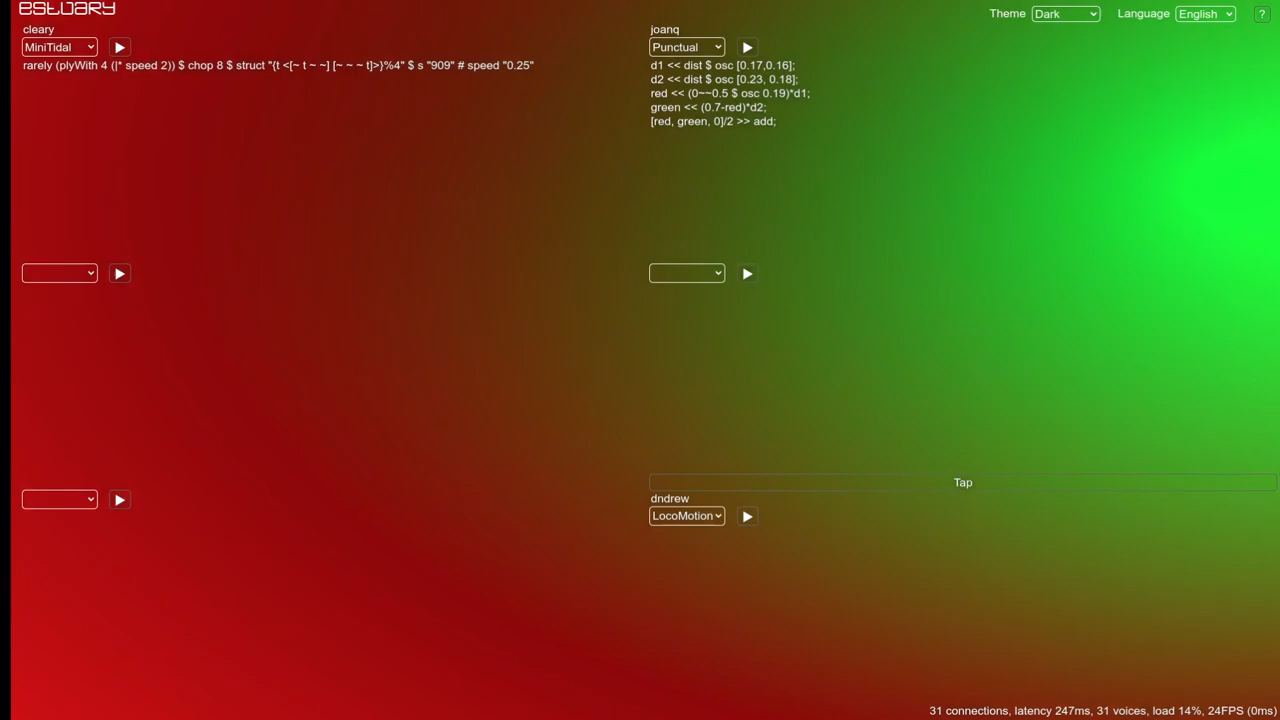 estuary
Theme Dark Language English ?
cleary
MiniTidal
rarely (plyWith 4 (|* speed 2)) $ chop 8 $ struct "{t <[~ t ~ ~] [~ ~ ~ t]>}%4" $ s "909" # speed "0.25"
joanq
Punctual
d1 << dist $ osc [0.17,0.16];
d2 << dist $ osc [0.23, 0.18];
red << (0~~0.5 $ osc 0.19)*d1;
green << (0.7-red)*d2;
[red, green, 0]/2 >> add;
Tap
dndrew
LocoMotion
31 connections, latency 247ms, 31 voices, load 14%, 24FPS (0ms)